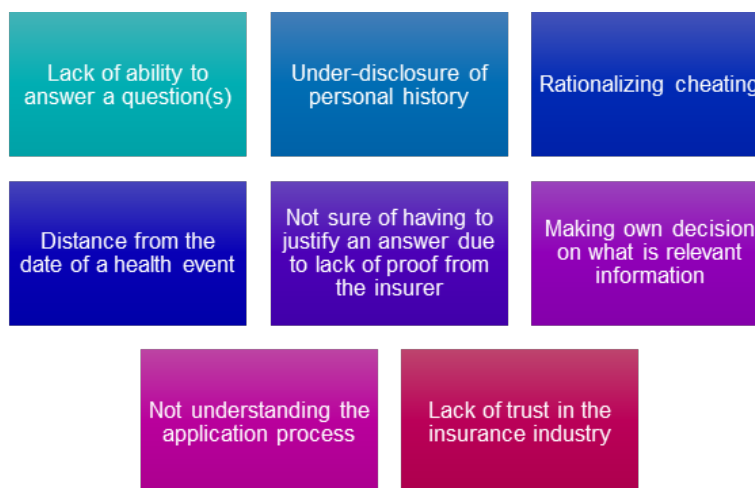 Lack of ability to
answer a question(s)
Under-disclosure of
personal history
Rationalizing cheating
Distance from the
date of a health event
Not sure of having to
justify an answer due
to lack of proof from
the insurer
Making own decision
on what is relevant
information
Not understanding the
application process
Lack of trust in the
insurance industry